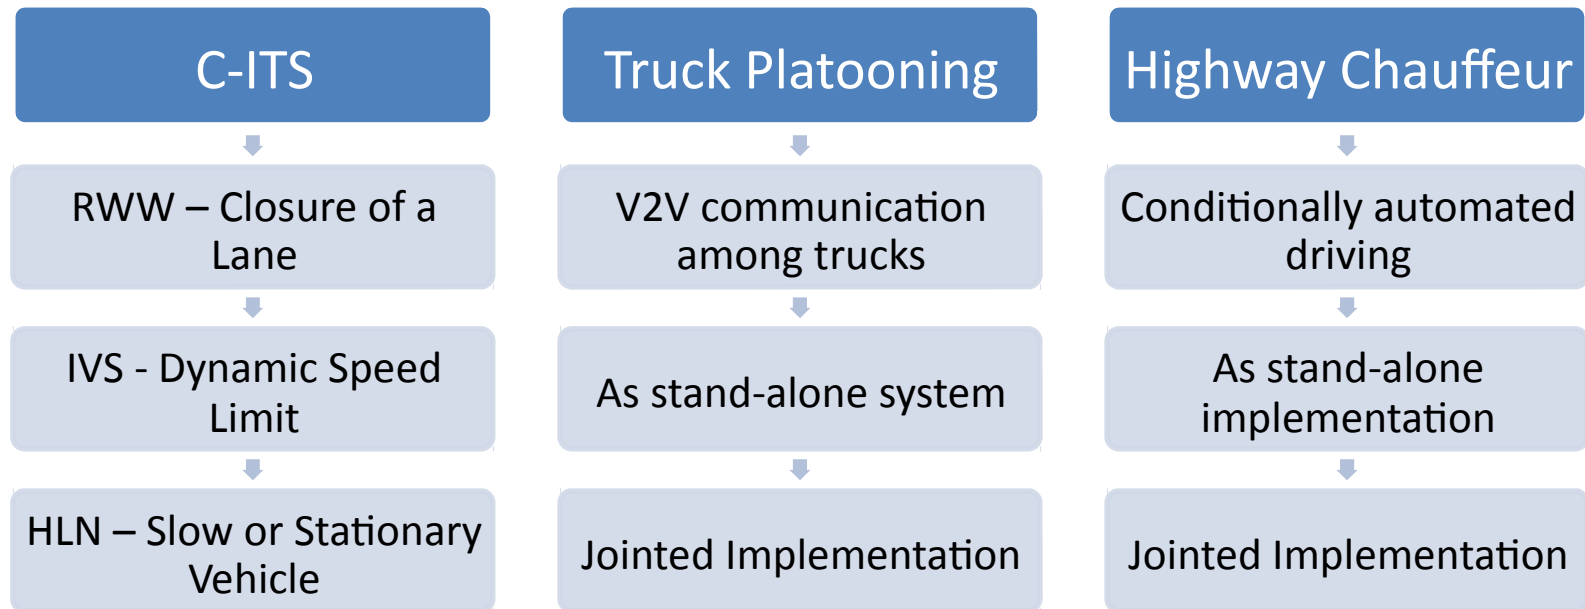 C-ITS
RWW – Closure of a
Lane
IVS - Dynamic Speed
Limit
HLN – Slow or Stationary
Vehicle
Truck Platooning
V2V communication
among trucks
As stand-alone system
Jointed Implementation
Highway Chauffeur
Conditionally automated
driving
As stand-alone
implementation
Jointed Implementation